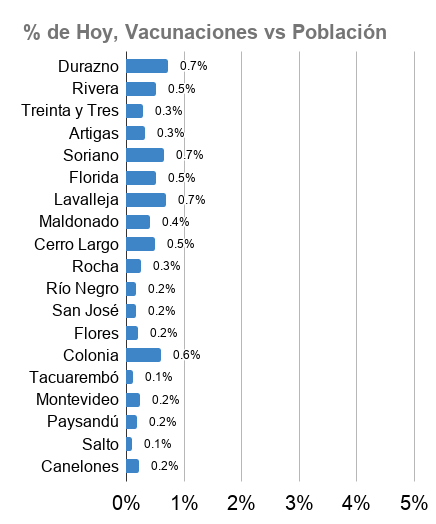 % de Hoy, Vacunaciones vs Población
Durazno 0.7%
Rivera 0.5%
Treinta y Tres 0.3%
Artigas 0.3%
Soriano 0.7%
Florida 0.5%
Lavalleja 0.7%
Maldonado 0.4%
Cerro Largo 0.5%
Rocha 0.3%
Río Negro 0.2%
San José 0.2%
Flores 0.2%
Colonia 0.6%
Tacuarembó 0.1%
Montevideo 0.2%
Paysandú 0.2%
Salto 0.1%
Canelones 0.2%
0% 1% 2% 3% 4% 5%